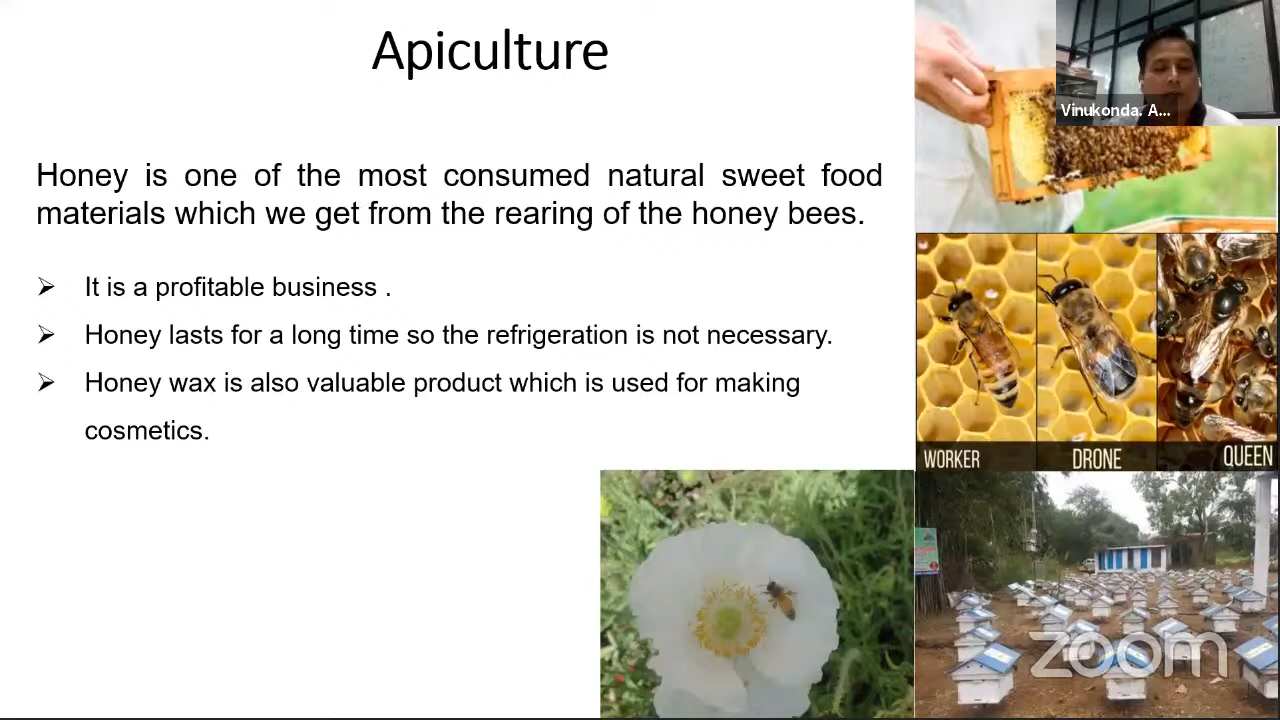 Apiculture
Vinukonda. A...
Honey is one of the most consumed natural sweet food
materials which we get from the rearing of the honey bees.
➢ It is a profitable business .
➢ Honey lasts for a long time so the refrigeration is not necessary.
➢ Honey wax is also valuable product which is used for making
cosmetics.
WORKER
DRONE
QUEEN
zoom